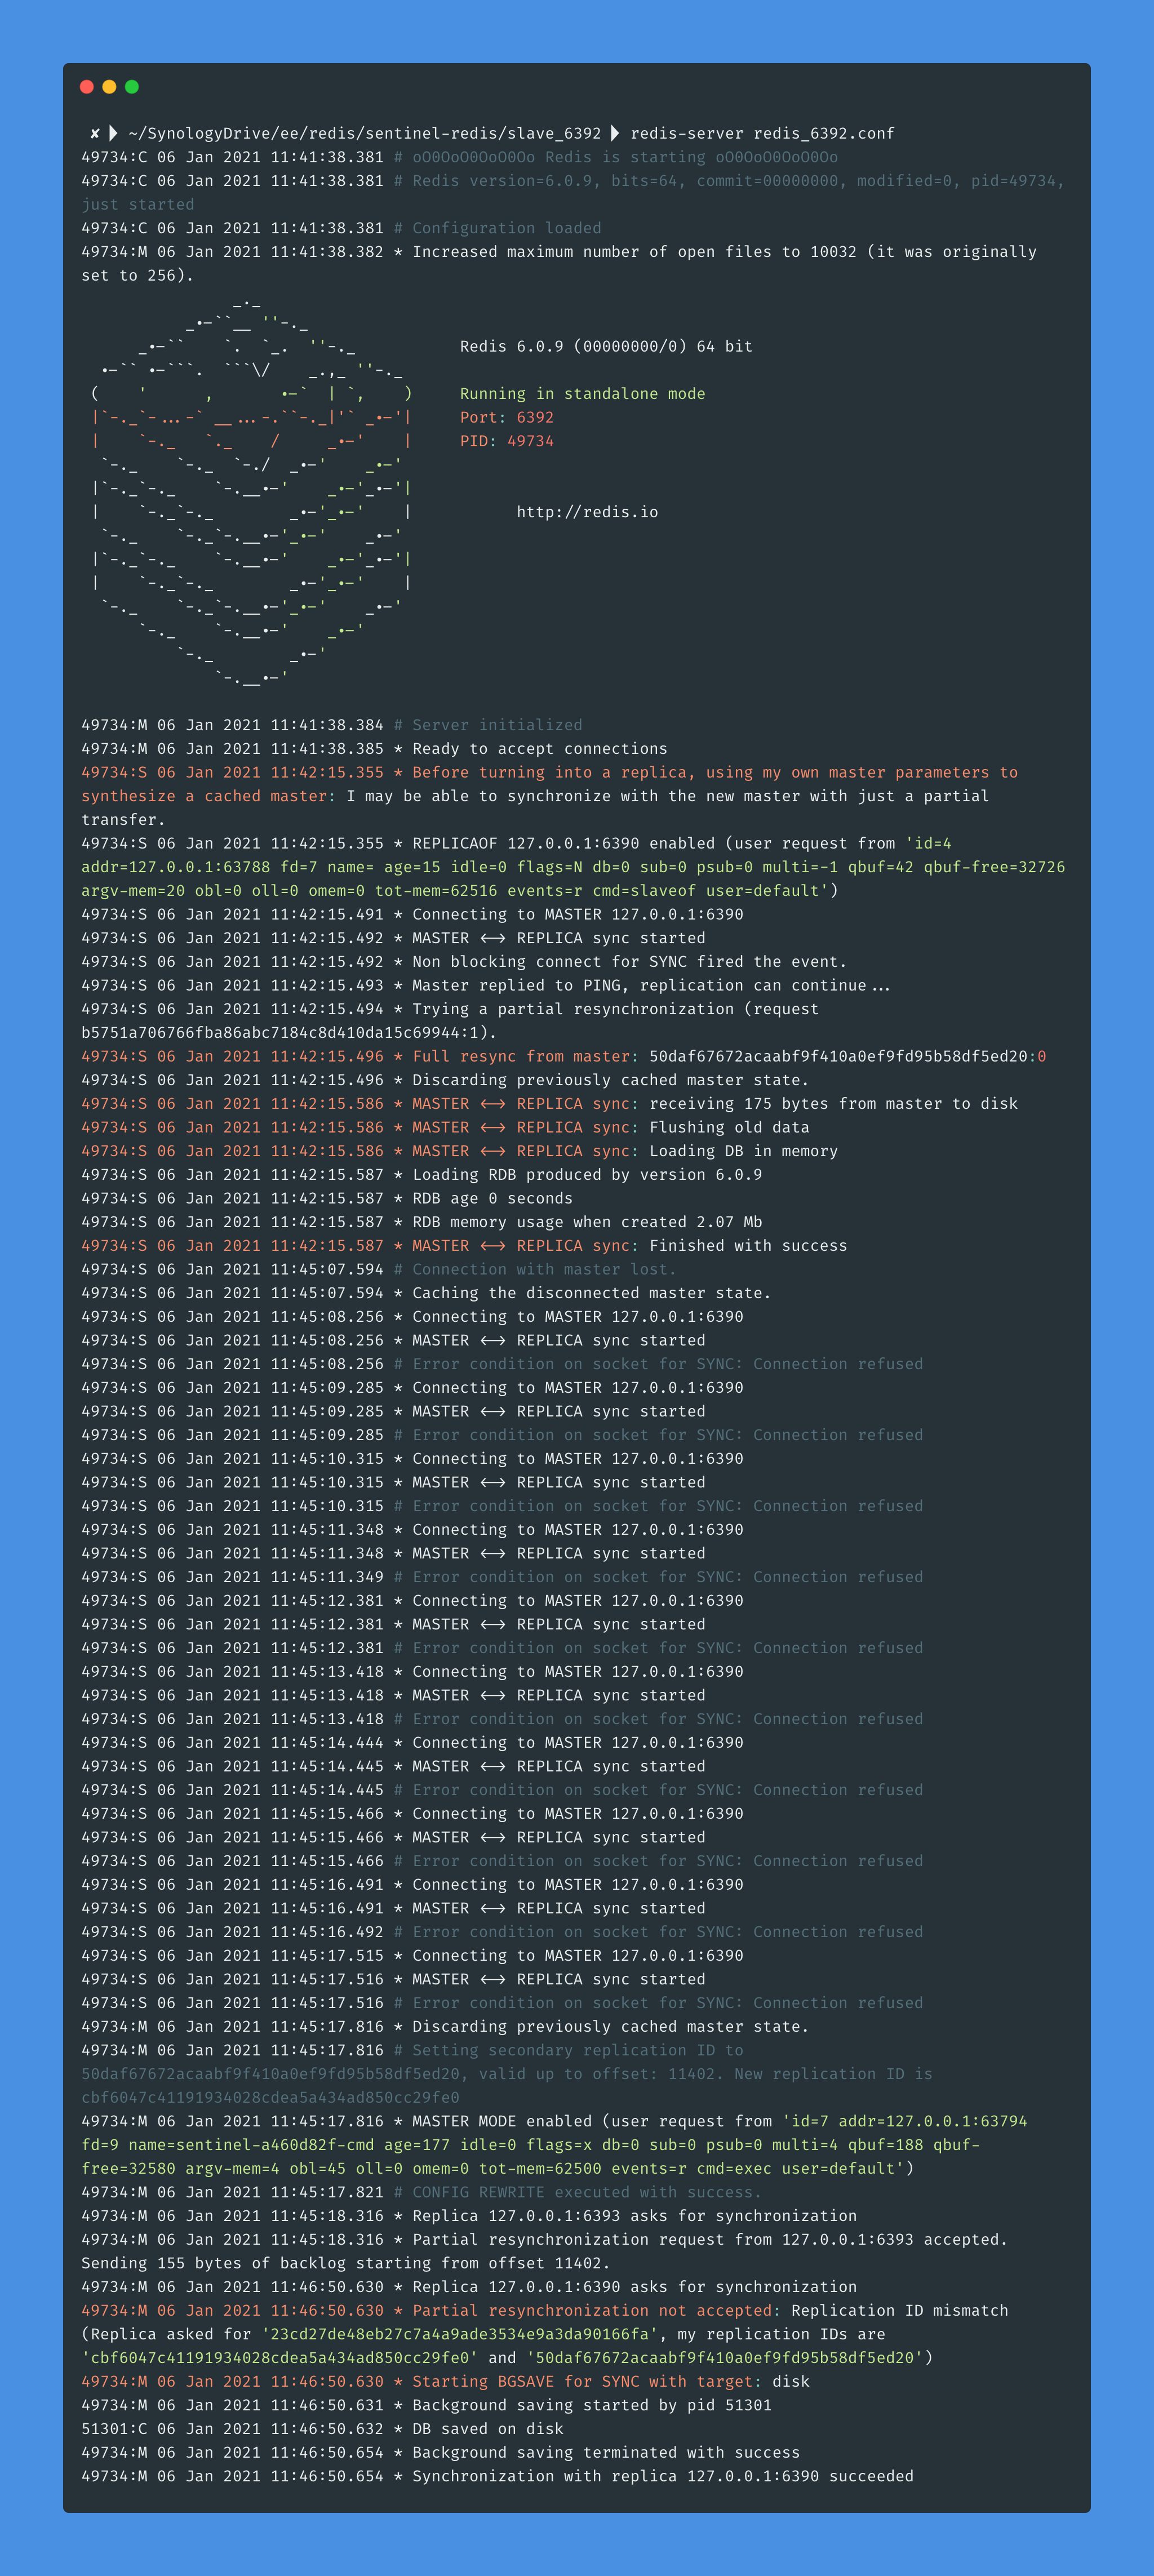 ✘ ~/SynologyDrive/ee/redis/sentinel-redis/slave_6392 redis-server redis_6392.conf
49734:C 06 Jan 2021 11:41:38.381 # oO0OoO0OoO0Oo Redis is starting oO0OoO0OoO0Oo
49734:C 06 Jan 2021 11:41:38.381 # Redis version=6.0.9, bits=64, commit=00000000, modified=0, pid=49734,
just started
49734:C 06 Jan 2021 11:41:38.381 # Configuration loaded
49734:M 06 Jan 2021 11:41:38.382 * Increased maximum number of open files to 10032 (it was originally
set to 256).
Redis 6.0.9 (00000000/0) 64 bit
Running in standalone mode
Port: 6392
PID: 49734
http://redis.io
49734:M 06 Jan 2021 11:41:38.384 # Server initialized
49734:M 06 Jan 2021 11:41:38.385 * Ready to accept connections
49734:S 06 Jan 2021 11:42:15.355 * Before turning into a replica, using my own master parameters to
synthesize a cached master: I may be able to synchronize with the new master with just a partial
transfer.
49734:S 06 Jan 2021 11:42:15.355 * REPLICAOF 127.0.0.1:6390 enabled (user request from 'id=4
addr=127.0.0.1:63788 fd=7 name= age=15 idle=0 flags=N db=0 sub=0 psub=0 multi=-1 qbuf=42 qbuf-free=32726
argv-mem=20 obl=0 oll=0 omem=0 tot-mem=62516 events=r cmd=slaveof user=default')
49734:S 06 Jan 2021 11:42:15.491 * Connecting to MASTER 127.0.0.1:6390
49734:S 06 Jan 2021 11:42:15.492 * MASTER <-> REPLICA sync started
49734:S 06 Jan 2021 11:42:15.492 * Non blocking connect for SYNC fired the event.
49734:S 06 Jan 2021 11:42:15.493 * Master replied to PING, replication can continue...
49734:S 06 Jan 2021 11:42:15.494 * Trying a partial resynchronization (request
b5751a706766fba86abc7184c8d410da15c69944:1).
49734:S 06 Jan 2021 11:42:15.496 * Full resync from master: 50daf67672acaabf9f410a0ef9fd95b58df5ed20:0
49734:S 06 Jan 2021 11:42:15.496 * Discarding previously cached master state.
49734:S 06 Jan 2021 11:42:15.586 * MASTER <-> REPLICA sync: receiving 175 bytes from master to disk
49734:S 06 Jan 2021 11:42:15.586 * MASTER <-> REPLICA sync: Flushing old data
49734:S 06 Jan 2021 11:42:15.586 * MASTER <-> REPLICA sync: Loading DB in memory
49734:S 06 Jan 2021 11:42:15.587 * Loading RDB produced by version 6.0.9
49734:S 06 Jan 2021 11:42:15.587 * RDB age 0 seconds
49734:S 06 Jan 2021 11:42:15.587 * RDB memory usage when created 2.07 Mb
49734:S 06 Jan 2021 11:42:15.587 * MASTER <-> REPLICA sync: Finished with success
49734:S 06 Jan 2021 11:45:07.594 # Connection with master lost.
49734:S 06 Jan 2021 11:45:07.594 * Caching the disconnected master state.
49734:S 06 Jan 2021 11:45:08.256 * Connecting to MASTER 127.0.0.1:6390
49734:S 06 Jan 2021 11:45:08.256 * MASTER <-> REPLICA sync started
49734:S 06 Jan 2021 11:45:08.256 # Error condition on socket for SYNC: Connection refused
49734:S 06 Jan 2021 11:45:09.285 * Connecting to MASTER 127.0.0.1:6390
49734:S 06 Jan 2021 11:45:09.285 * MASTER <-> REPLICA sync started
49734:S 06 Jan 2021 11:45:09.285 # Error condition on socket for SYNC: Connection refused
49734:S 06 Jan 2021 11:45:10.315 * Connecting to MASTER 127.0.0.1:6390
49734:S 06 Jan 2021 11:45:10.315 * MASTER <-> REPLICA sync started
49734:S 06 Jan 2021 11:45:10.315 # Error condition on socket for SYNC: Connection refused
49734:S 06 Jan 2021 11:45:11.348 * Connecting to MASTER 127.0.0.1:6390
49734:S 06 Jan 2021 11:45:11.348 * MASTER <-> REPLICA sync started
49734:S 06 Jan 2021 11:45:11.349 # Error condition on socket for SYNC: Connection refused
49734:S 06 Jan 2021 11:45:12.381 * Connecting to MASTER 127.0.0.1:6390
49734:S 06 Jan 2021 11:45:12.381 * MASTER <-> REPLICA sync started
49734:S 06 Jan 2021 11:45:12.381 # Error condition on socket for SYNC: Connection refused
49734:S 06 Jan 2021 11:45:13.418 * Connecting to MASTER 127.0.0.1:6390
49734:S 06 Jan 2021 11:45:13.418 * MASTER <-> REPLICA sync started
49734:S 06 Jan 2021 11:45:13.418 # Error condition on socket for SYNC: Connection refused
49734:S 06 Jan 2021 11:45:14.444 * Connecting to MASTER 127.0.0.1:6390
49734:S 06 Jan 2021 11:45:14.445 * MASTER <-> REPLICA sync started
49734:S 06 Jan 2021 11:45:14.445 # Error condition on socket for SYNC: Connection refused
49734:S 06 Jan 2021 11:45:15.466 * Connecting to MASTER 127.0.0.1:6390
49734:S 06 Jan 2021 11:45:15.466 * MASTER <-> REPLICA sync started
49734:S 06 Jan 2021 11:45:15.466 # Error condition on socket for SYNC: Connection refused
49734:S 06 Jan 2021 11:45:16.491 * Connecting to MASTER 127.0.0.1:6390
49734:S 06 Jan 2021 11:45:16.491 * MASTER <-> REPLICA sync started
49734:S 06 Jan 2021 11:45:16.492 # Error condition on socket for SYNC: Connection refused
49734:S 06 Jan 2021 11:45:17.515 * Connecting to MASTER 127.0.0.1:6390
49734:S 06 Jan 2021 11:45:17.516 * MASTER <-> REPLICA sync started
49734:S 06 Jan 2021 11:45:17.516 # Error condition on socket for SYNC: Connection refused
49734:M 06 Jan 2021 11:45:17.816 * Discarding previously cached master state.
49734:M 06 Jan 2021 11:45:17.816 # Setting secondary replication ID to
50daf67672acaabf9f410a0ef9fd95b58df5ed20, valid up to offset: 11402. New replication ID is
cbf6047c41191934028cdea5a434ad850cc29fe0
49734:M 06 Jan 2021 11:45:17.816 * MASTER MODE enabled (user request from 'id=7 addr=127.0.0.1:63794
fd=9 name=sentinel-a460d82f-cmd age=177 idle=0 flags=x db=0 sub=0 psub=0 multi=4 qbuf=188 qbuf-
free=32580 argv-mem=4 obl=45 oll=0 omem=0 tot-mem=62500 events=r cmd=exec user=default')
49734:M 06 Jan 2021 11:45:17.821 # CONFIG REWRITE executed with success.
49734:M 06 Jan 2021 11:45:18.316 * Replica 127.0.0.1:6393 asks for synchronization
49734:M 06 Jan 2021 11:45:18.316 * Partial resynchronization request from 127.0.0.1:6393 accepted.
Sending 155 bytes of backlog starting from offset 11402.
49734:M 06 Jan 2021 11:46:50.630 * Replica 127.0.0.1:6390 asks for synchronization
49734:M 06 Jan 2021 11:46:50.630 * Partial resynchronization not accepted: Replication ID mismatch
(Replica asked for '23cd27de48eb27c7a4a9ade3534e9a3da90166fa', my replication IDs are
'cbf6047c41191934028cdea5a434ad850cc29fe0' and '50daf67672acaabf9f410a0ef9fd95b58df5ed20')
49734:M 06 Jan 2021 11:46:50.630 * Starting BGSAVE for SYNC with target: disk
49734:M 06 Jan 2021 11:46:50.631 * Background saving started by pid 51301
51301:C 06 Jan 2021 11:46:50.632 * DB saved on disk
49734:M 06 Jan 2021 11:46:50.654 * Background saving terminated with success
49734:M 06 Jan 2021 11:46:50.654 * Synchronization with replica 127.0.0.1:6390 succeeded